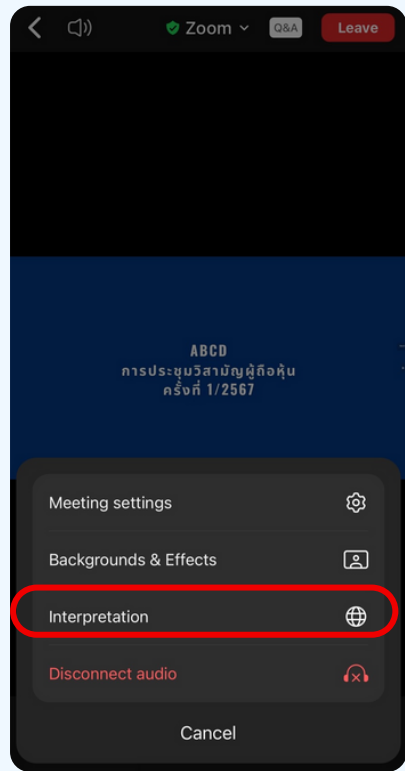 Zoom
Q&A
Leave
ABCD
การประชุมวิสามัญผู้ถือหุ้น
ครั้งที่ 1/2567
Meeting settings
Backgrounds & Effects
Interpretation
Disconnect audio
Cancel